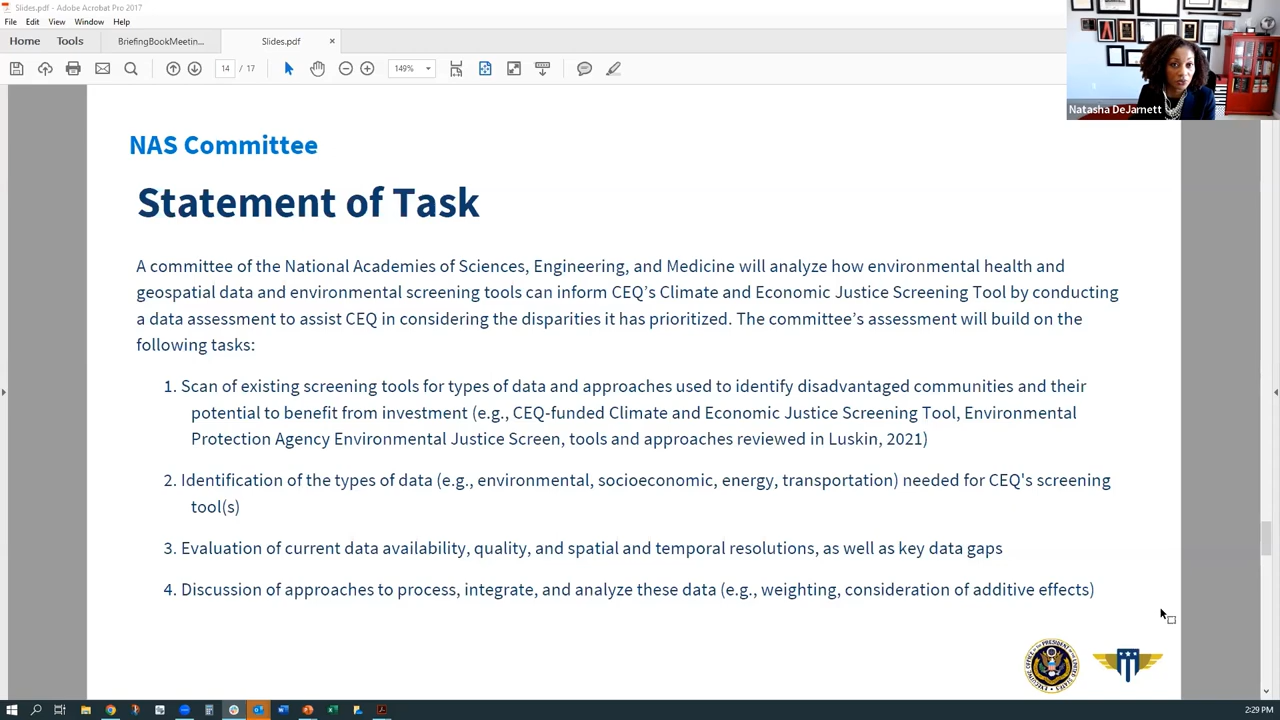 Slides.pdf - Adobe Acrobat Pro 2017
File Edit View Window Help
Home Tools BriefingBookMeetin... Slides.pdf ×
14 / 17 149%
Natasha DeJarnett
NAS Committee
Statement of Task
A committee of the National Academies of Sciences, Engineering, and Medicine will analyze how environmental health and
geospatial data and environmental screening tools can inform CEQ’s Climate and Economic Justice Screening Tool by conducting
a data assessment to assist CEQ in considering the disparities it has prioritized. The committee’s assessment will build on the
following tasks:
1. Scan of existing screening tools for types of data and approaches used to identify disadvantaged communities and their
potential to benefit from investment (e.g., CEQ-funded Climate and Economic Justice Screening Tool, Environmental
Protection Agency Environmental Justice Screen, tools and approaches reviewed in Luskin, 2021)
2. Identification of the types of data (e.g., environmental, socioeconomic, energy, transportation) needed for CEQ's screening
tool(s)
3. Evaluation of current data availability, quality, and spatial and temporal resolutions, as well as key data gaps
4. Discussion of approaches to process, integrate, and analyze these data (e.g., weighting, consideration of additive effects)
2:29 PM